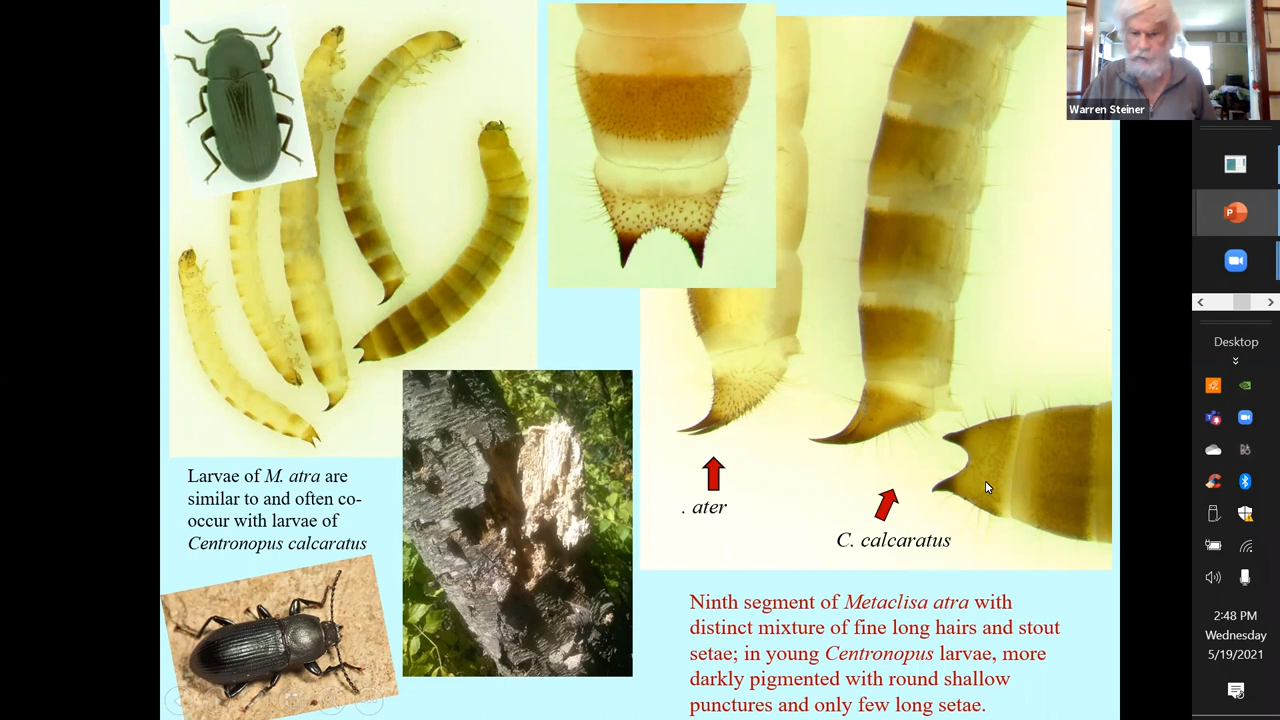 Warren Steiner
P
Larvae of M. atra are
similar to and often co-
occur with larvae of
Centronopus calcaratus
. ater
C. calcaratus
Ninth segment of Metaclisa atra with
distinct mixture of fine long hairs and stout
setae; in young Centronopus larvae, more
darkly pigmented with round shallow
punctures and only few long setae.
Desktop
2:48 PM
Wednesday
5/19/2021